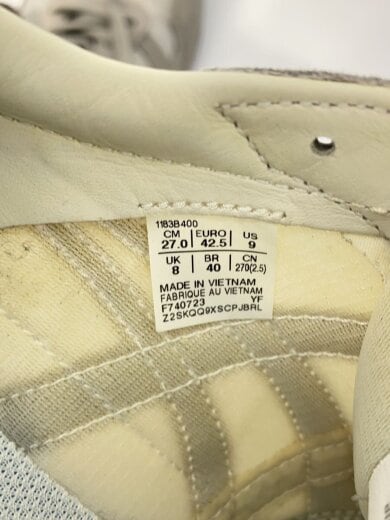 1183B400
CM EURO US
27.0 42.5 9
UK BR CN
8 40 270(2.5)
MADE IN VIETNAM
FABRIQUE AU VIETNAM
F740723 YF
Z2SKQQ9XSCPJBRL